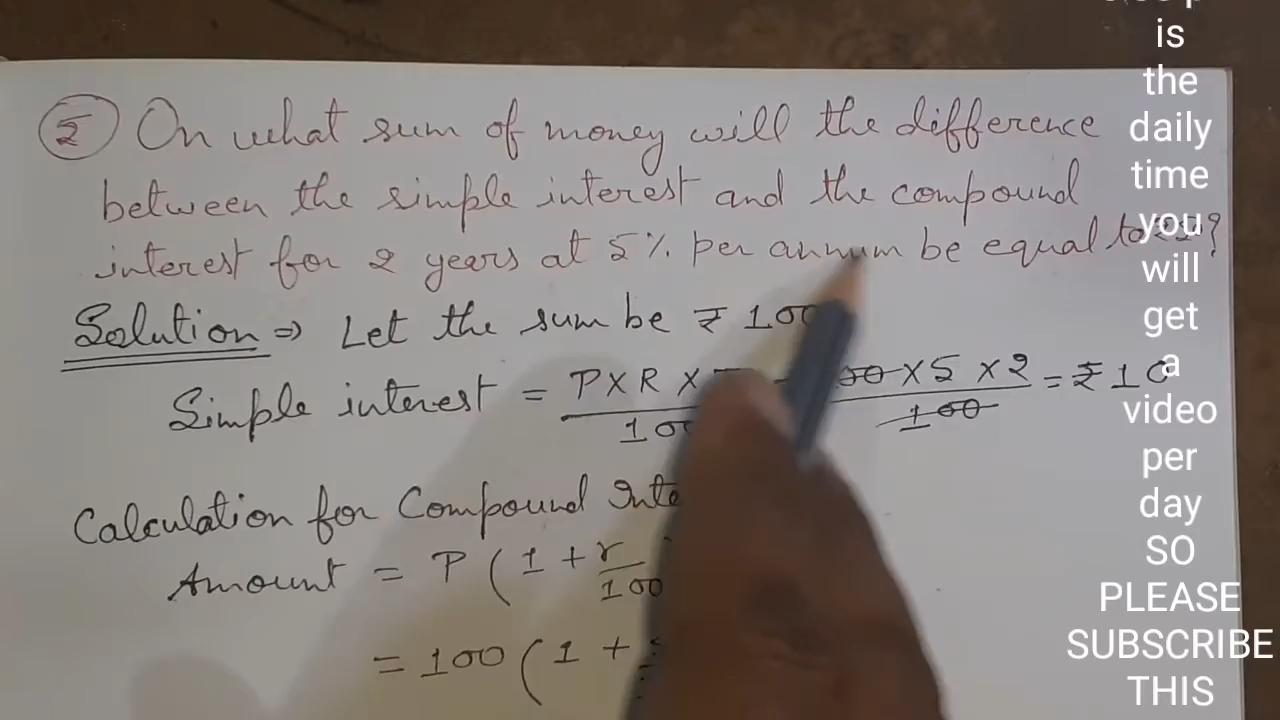 ② On what sum of money will the difference
between the simple interest and the compound
interest for 2 years at 5% per annum be equal to ?
Solution ⇒ Let the sum be ₹ 100
Simple interest = P X R X 100 X 5 X 2 = ₹ 10
100
Calculation for Compound
Amount = P ( 1 + r
100
= 100 ( 1 +
is
the
daily
time
you
will
get
a
video
per
day
SO
PLEASE
SUBSCRIBE
THIS